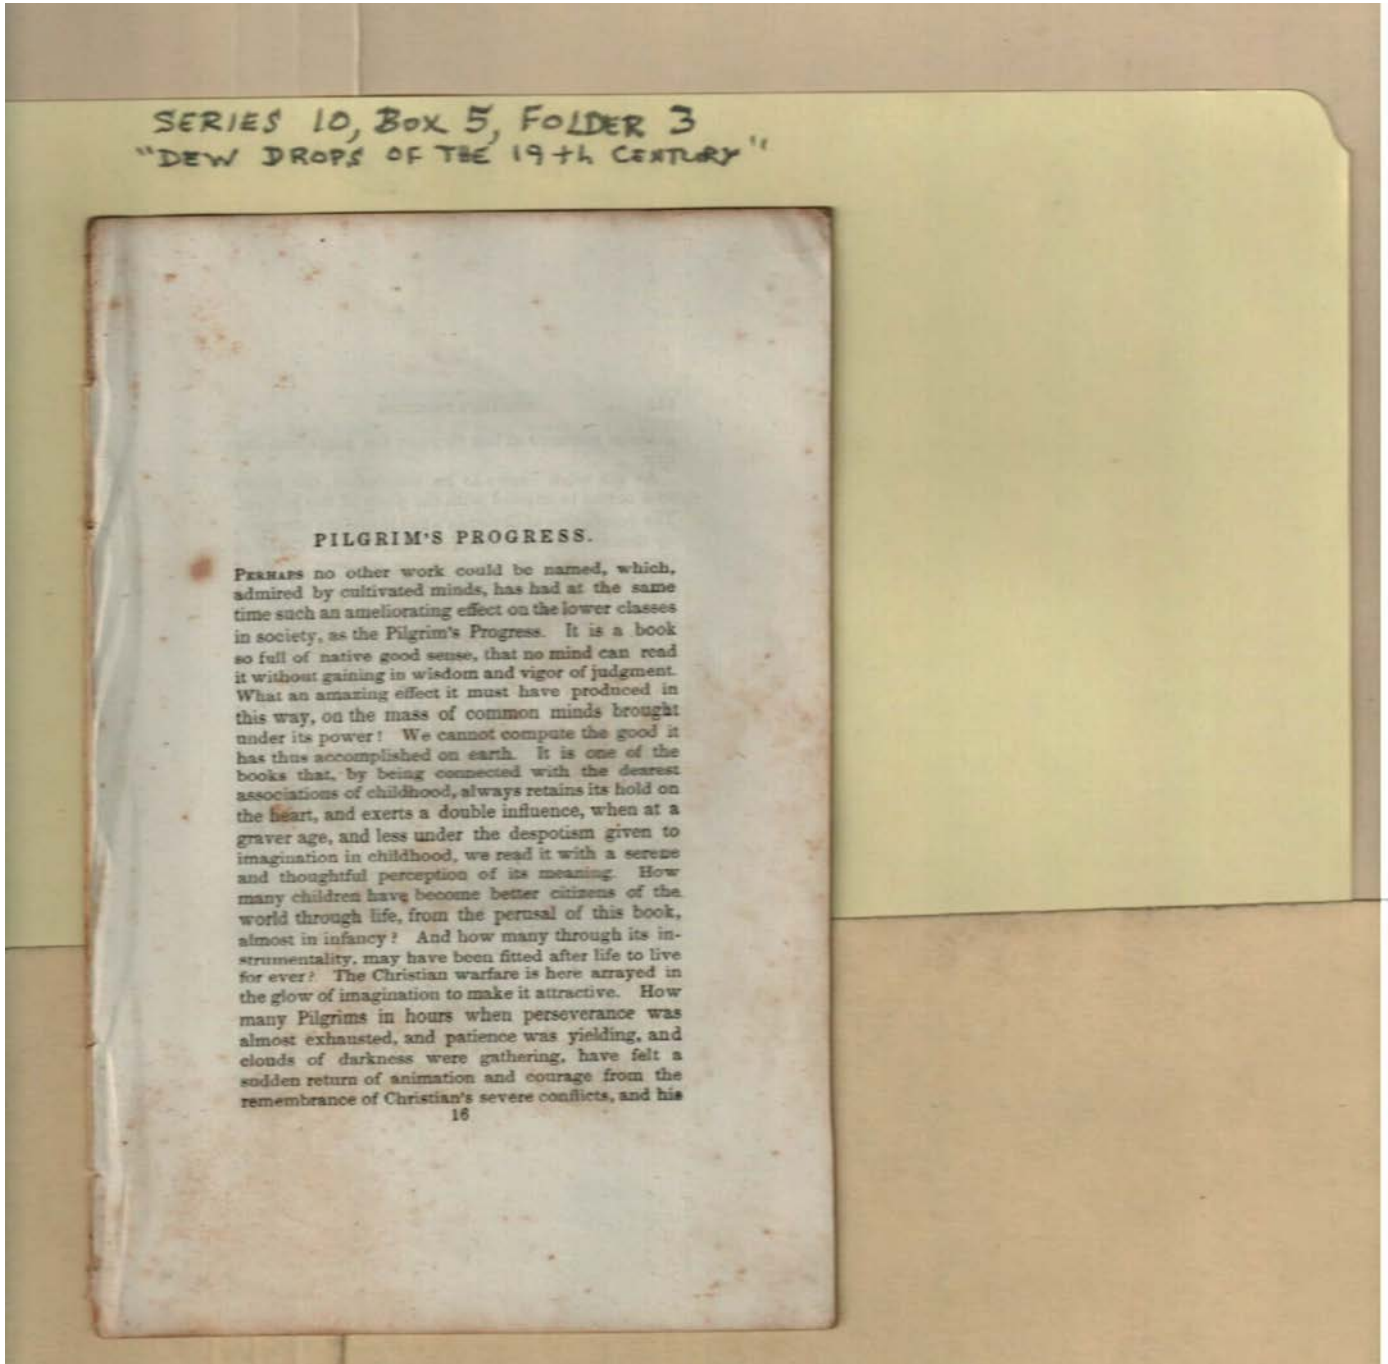 SERIES 10, BOX 5, FOLDER 3
"DEW DROPS OF THE 19th CENTURY"
PILGRIM'S PROGRESS.
PERHAPS no other work could be named, which,
admired by cultivated minds, has had at the same
time such an ameliorating effect on the lower classes
in society, as the Pilgrim's Progress. It is a book
so full of native good sense, that no mind can read
it without gaining in wisdom and vigor of judgment.
What an amazing effect it must have produced in
this way, on the mass of common minds brought
under its power! We cannot compute the good it
has thus accomplished on earth. It is one of the
books that, by being connected with the dearest
associations of childhood, always retains its hold on
the heart, and exerts a double influence, when at a
graver age, and less under the despotism given to
imagination in childhood, we read it with a serene
and thoughtful perception of its meaning. How
many children have become better citizens of the
world through life, from the perusal of this book,
almost in infancy? And how many through its in-
strumentality, may have been fitted after life to live
for ever? The Christian warfare is here arrayed in
the glow of imagination to make it attractive. How
many Pilgrims in hours when perseverance was
almost exhausted, and patience was yielding, and
clouds of darkness were gathering, have felt a
sudden return of animation and courage from the
remembrance of Christian's severe conflicts, and his
16